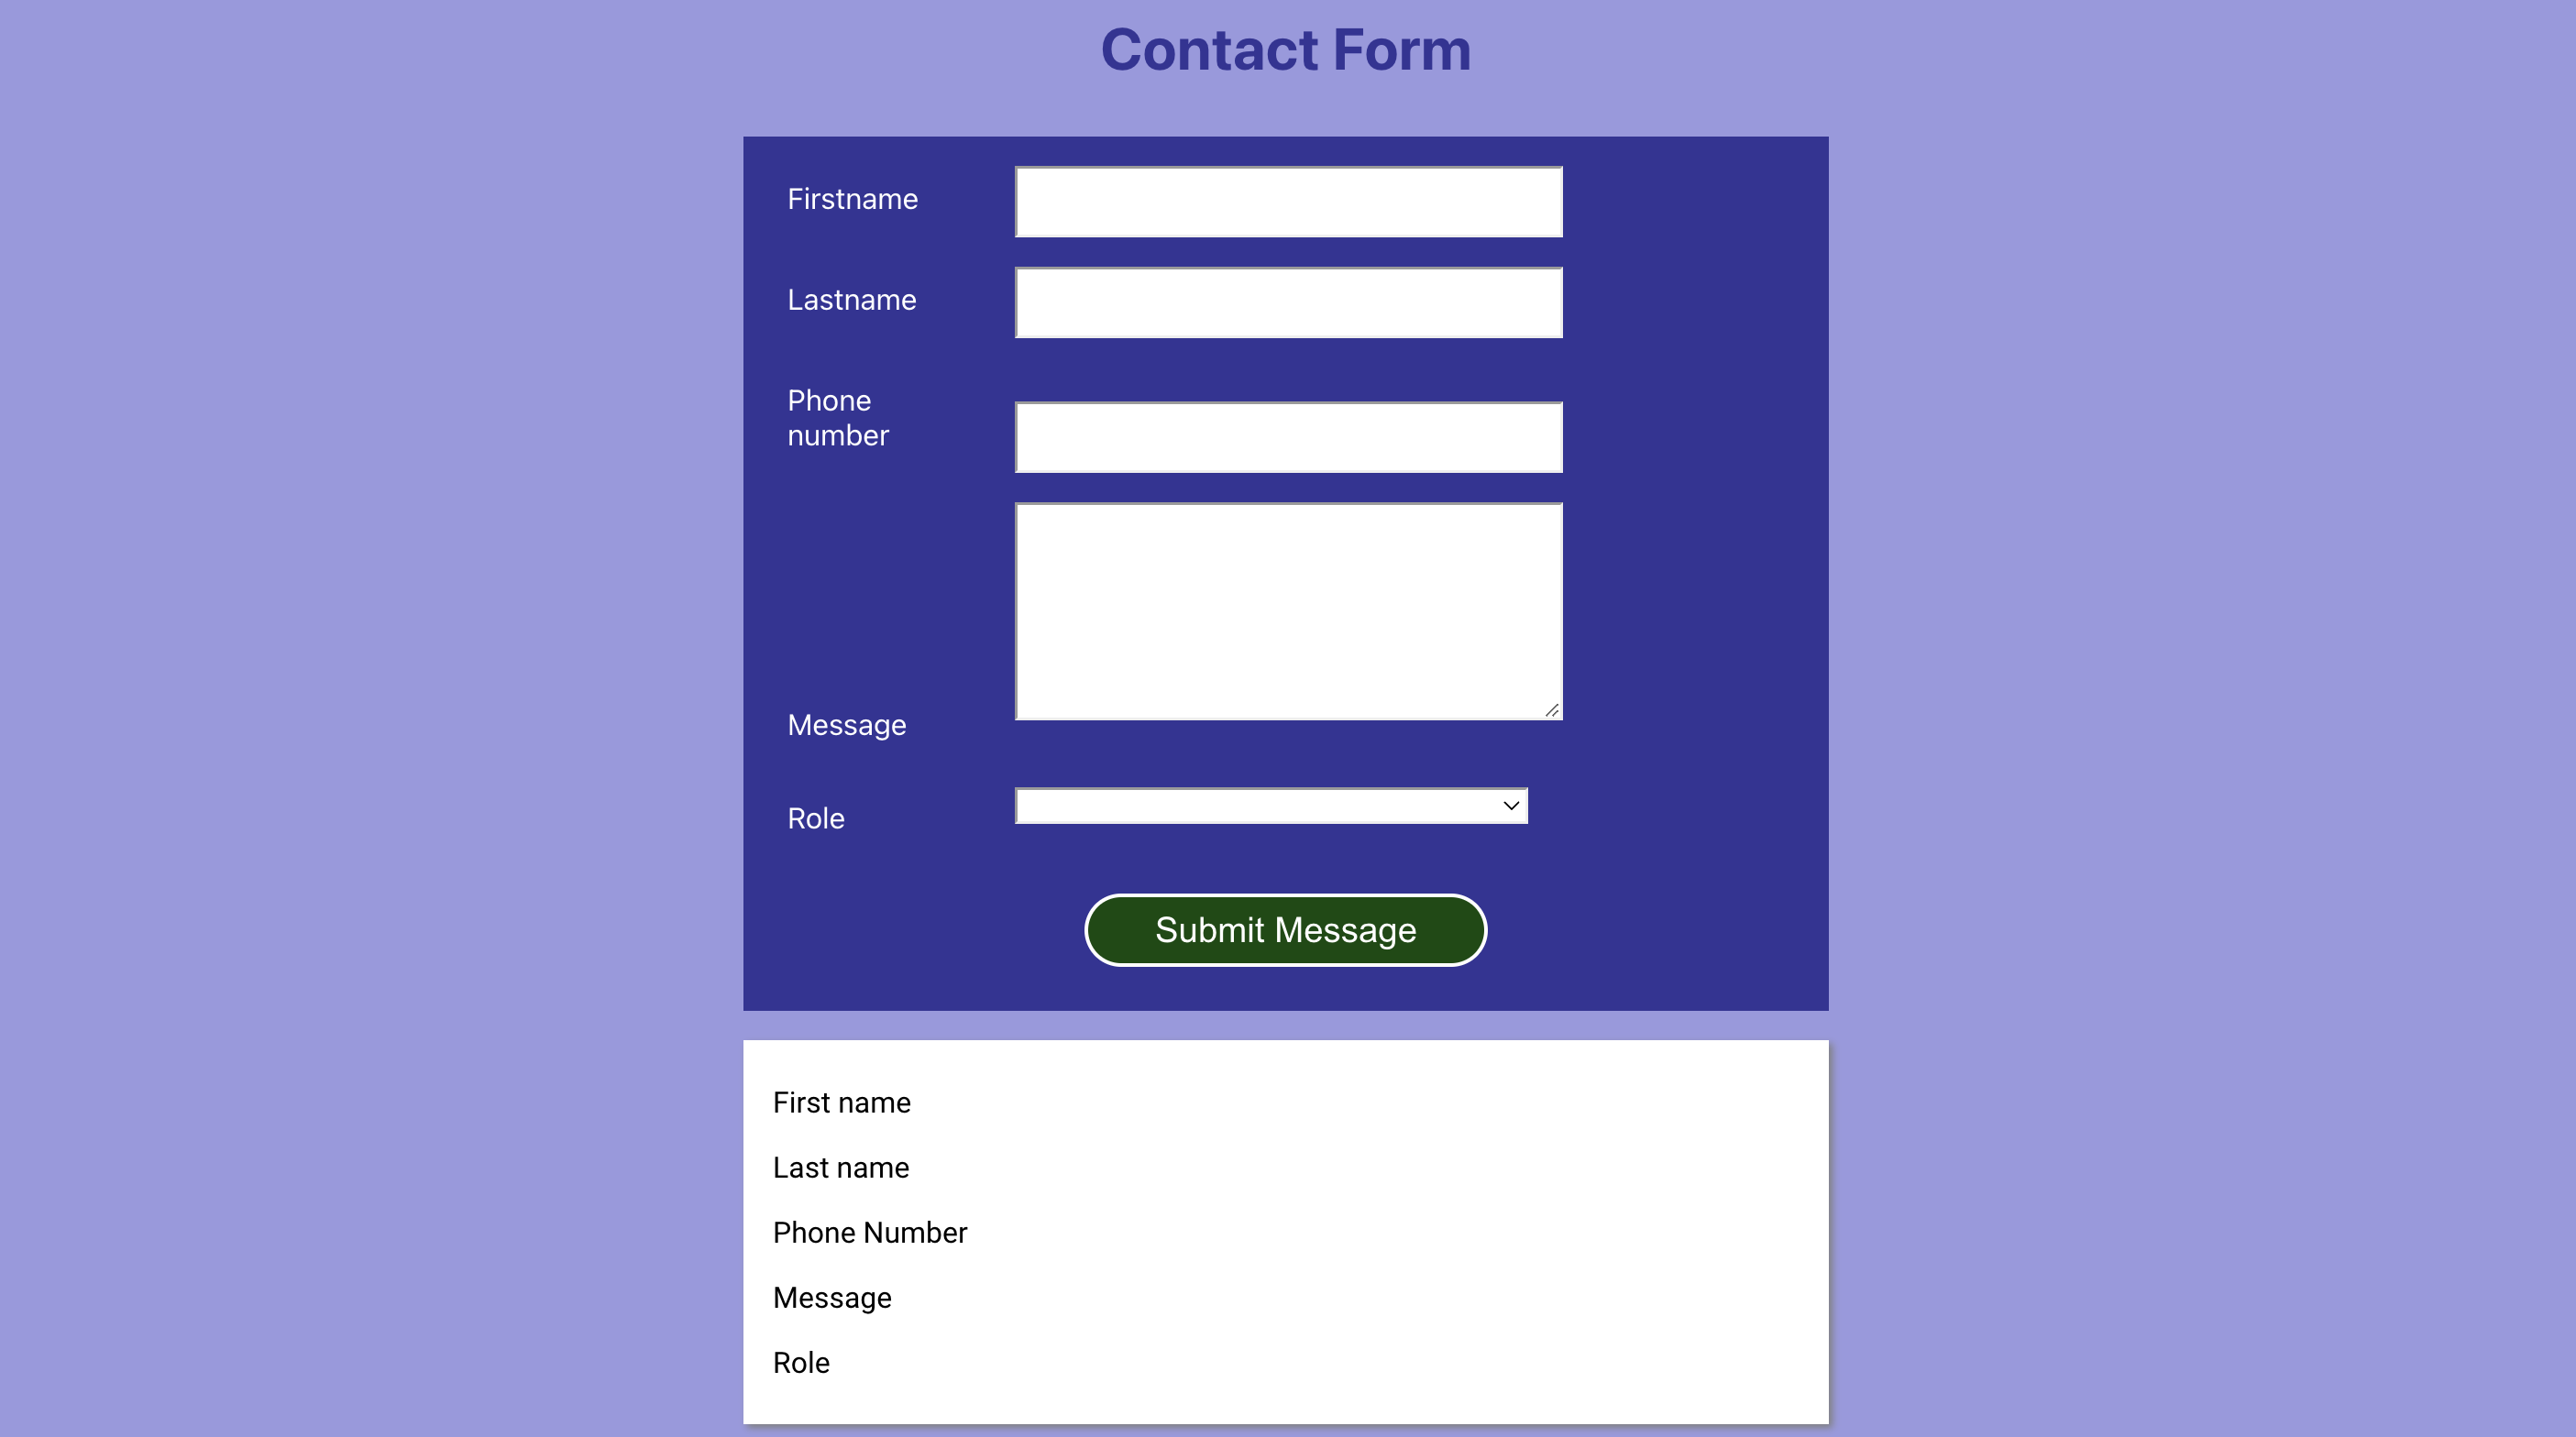 Contact Form
Firstname
Lastname
Phone
number
Message
Role
Submit Message
First name
Last name
Phone Number
Message
Role